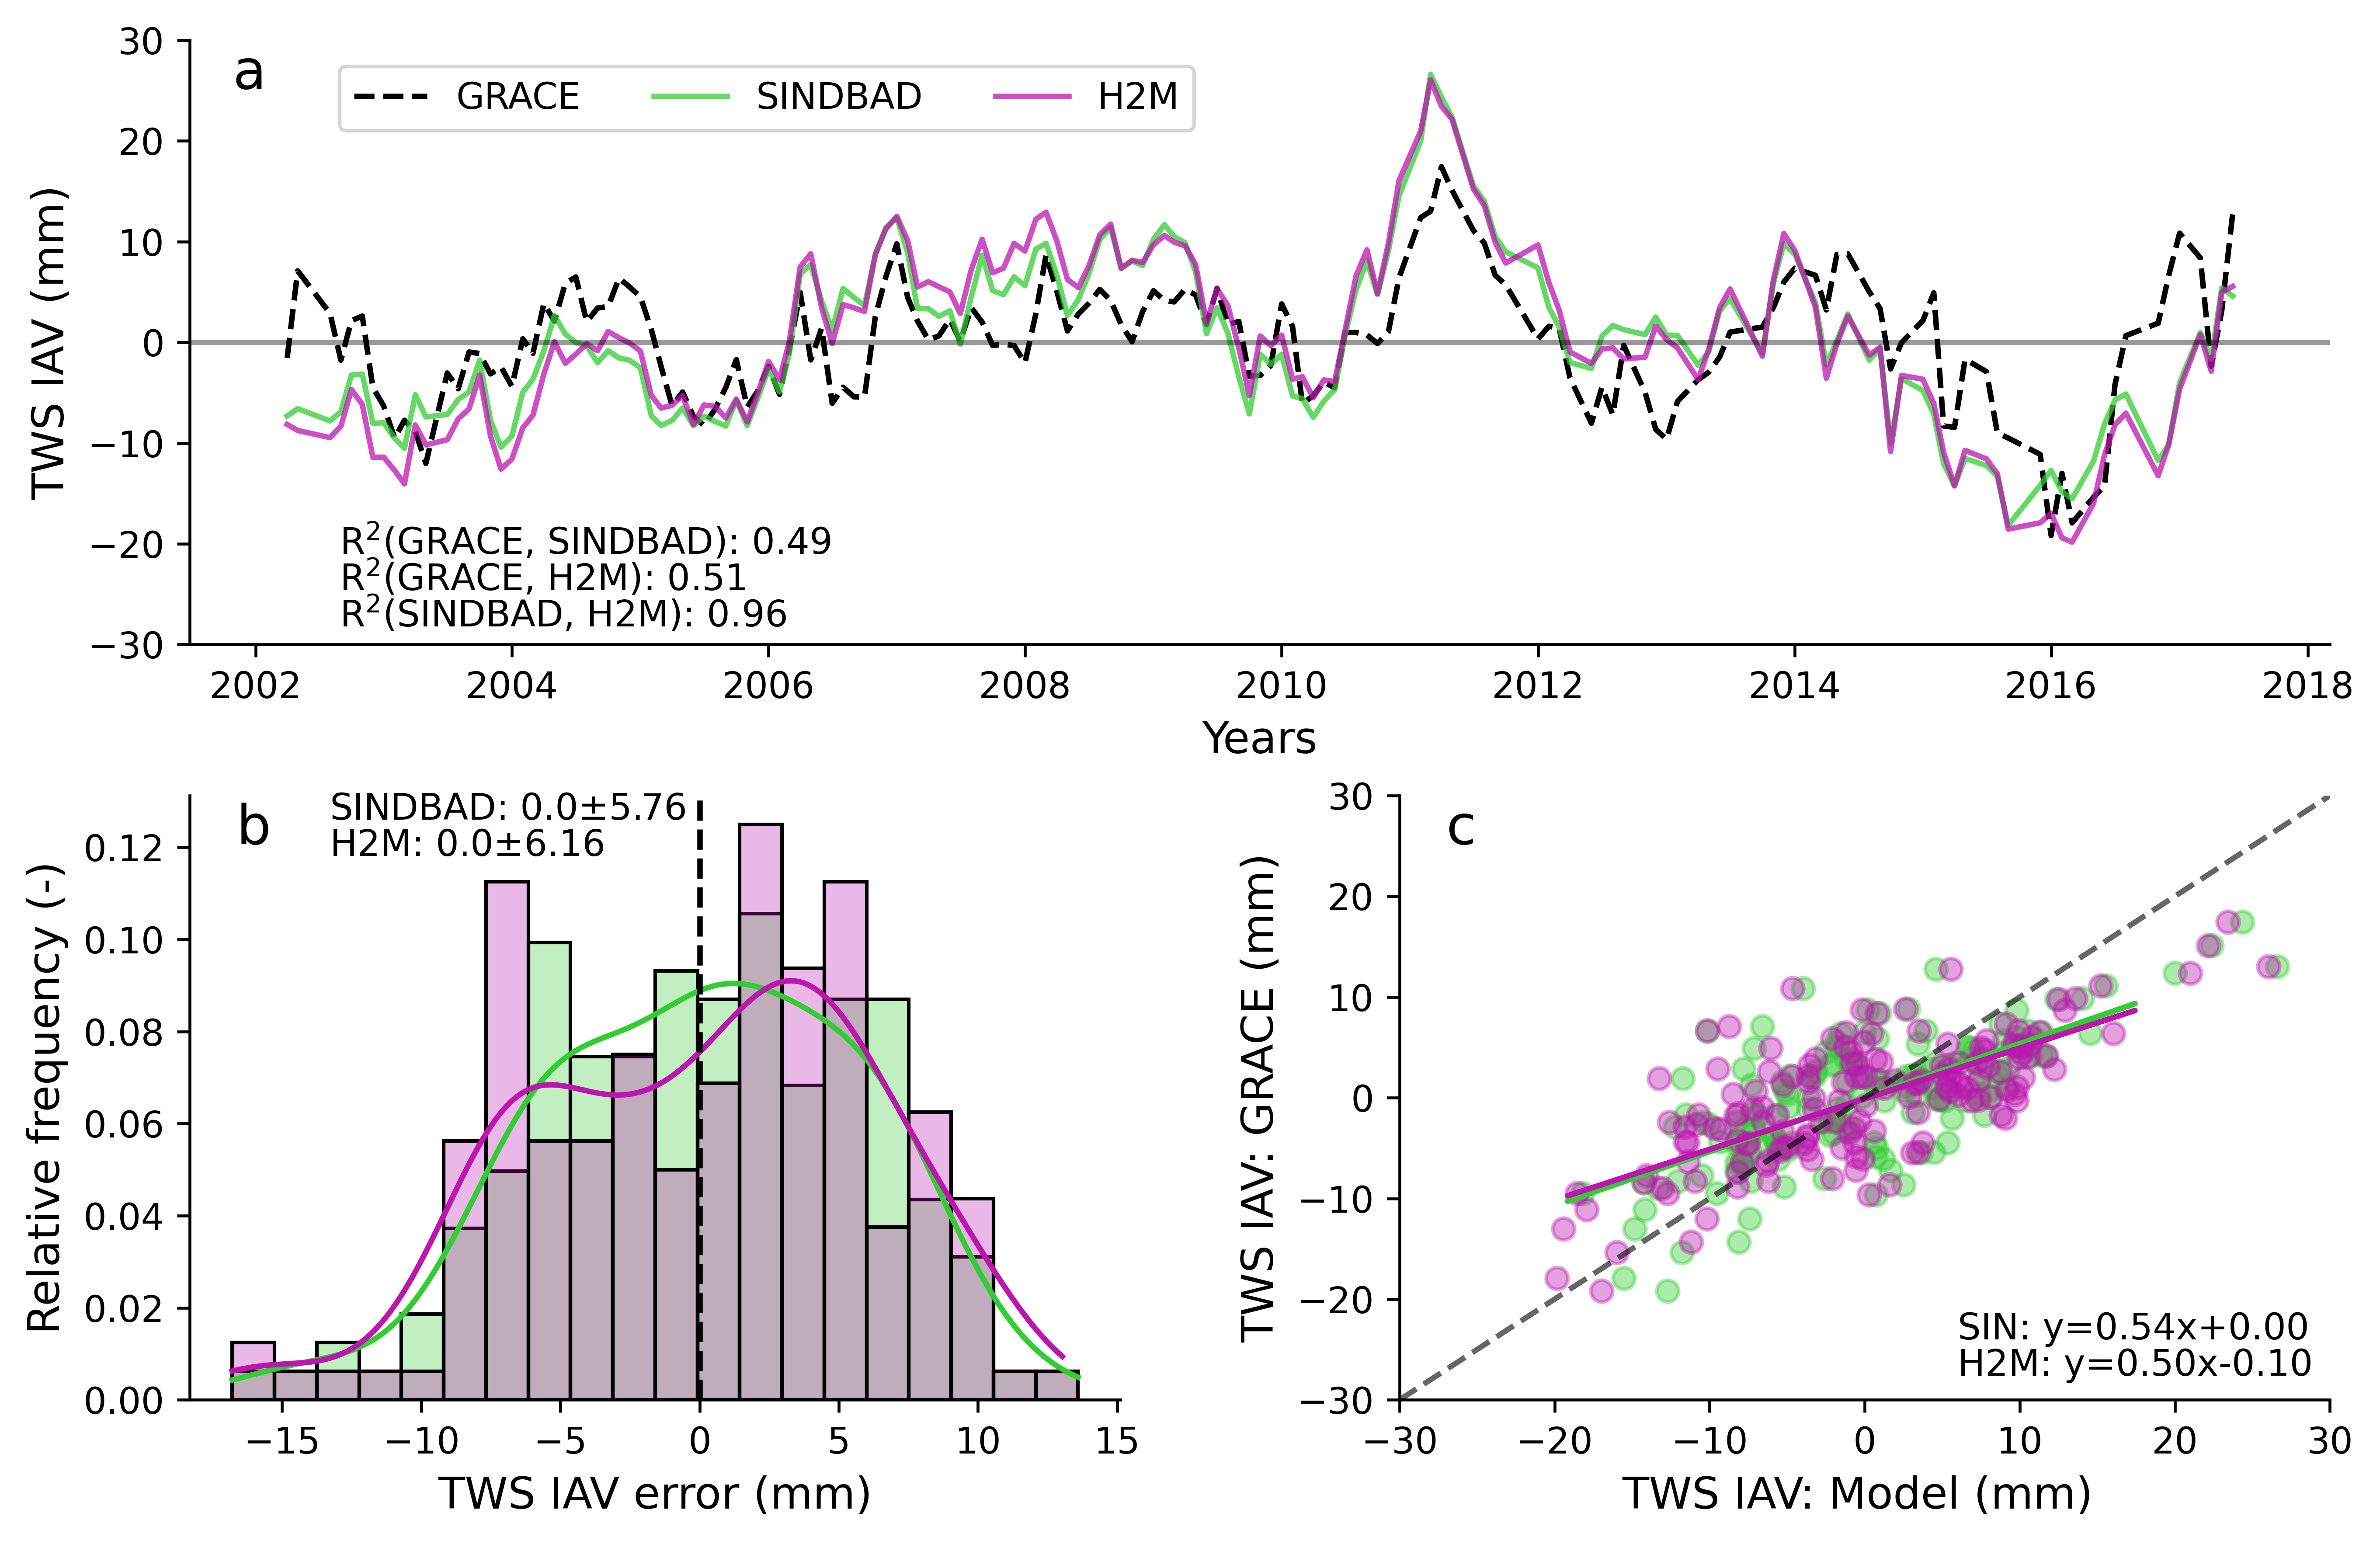 a
GRACE SINDBAD H2M
30
20
10
0
−10
−20
−30
TWS IAV (mm)
R²(GRACE, SINDBAD): 0.49
R²(GRACE, H2M): 0.51
R²(SINDBAD, H2M): 0.96
2002 2004 2006 2008 2010 2012 2014 2016 2018
Years
b
SINDBAD: 0.0±5.76
H2M: 0.0±6.16
0.12
0.10
0.08
0.06
0.04
0.02
0.00
Relative frequency (-)
−15 −10 −5 0 5 10 15
TWS IAV error (mm)
c
30
20
10
0
−10
−20
−30
TWS IAV: GRACE (mm)
SIN: y=0.54x+0.00
H2M: y=0.50x-0.10
−30 −20 −10 0 10 20 30
TWS IAV: Model (mm)